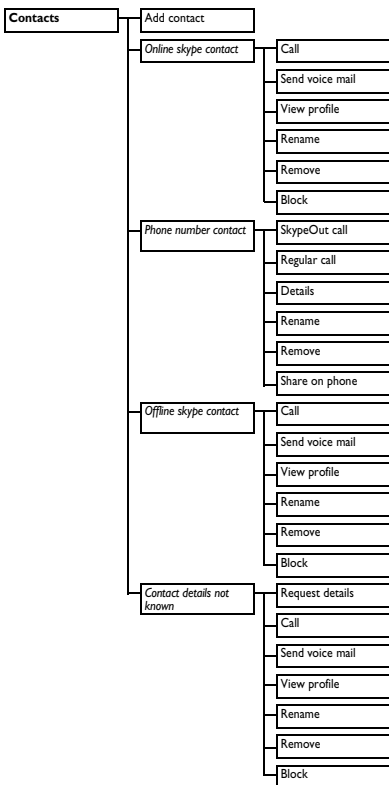 Contacts
Add contact
Online skype contact
Call
Send voice mail
View profile
Rename
Remove
Block
Phone number contact
SkypeOut call
Regular call
Details
Rename
Remove
Share on phone
Offline skype contact
Call
Send voice mail
View profile
Rename
Remove
Block
Contact details not
known
Request details
Call
Send voice mail
View profile
Rename
Remove
Block